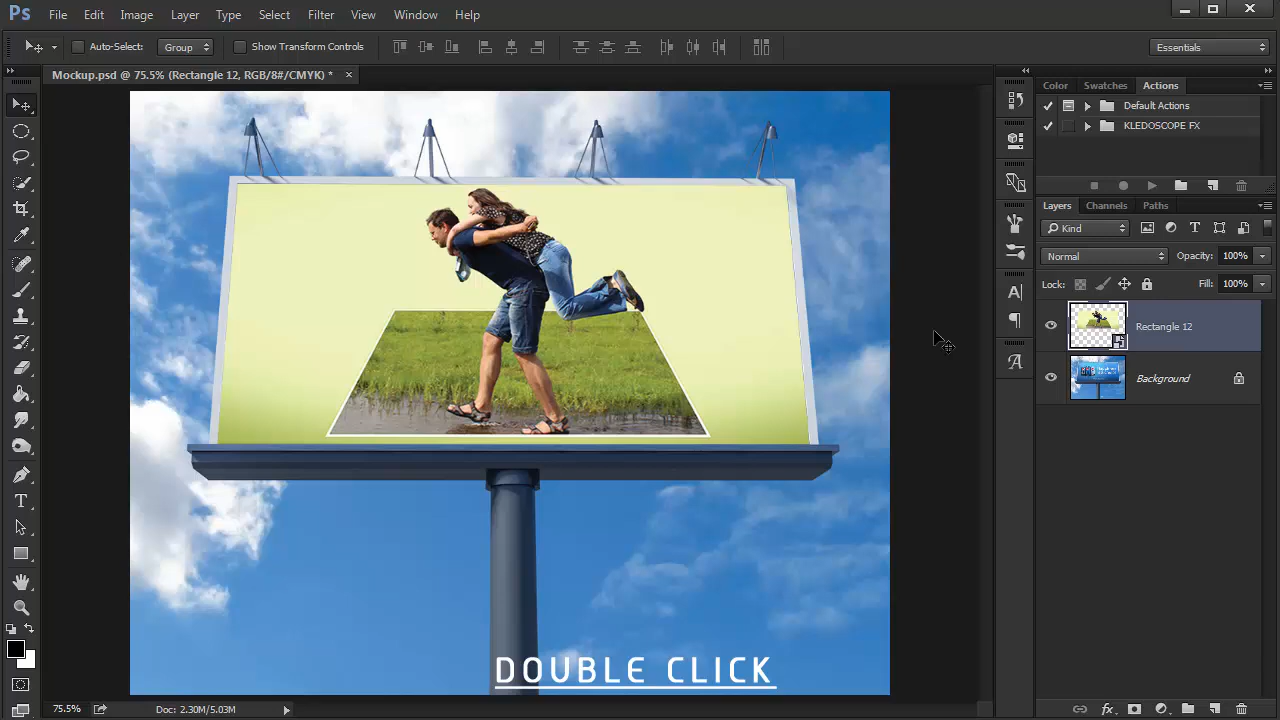 Ps File Edit Image Layer Type Select Filter View Window Help
Auto-Select: Group Show Transform Controls Essentials
Mockup.psd @ 75.5% (Rectangle 12, RGB/8#/CMYK) * ×
Color Swatches Actions
Default Actions
KLEDOSCOPE FX
Layers Channels Paths
Kind
Normal Opacity: 100%
Lock: Fill: 100%
Rectangle 12
Background
DOUBLE CLICK
75.5% Doc: 2.30M/5.03M